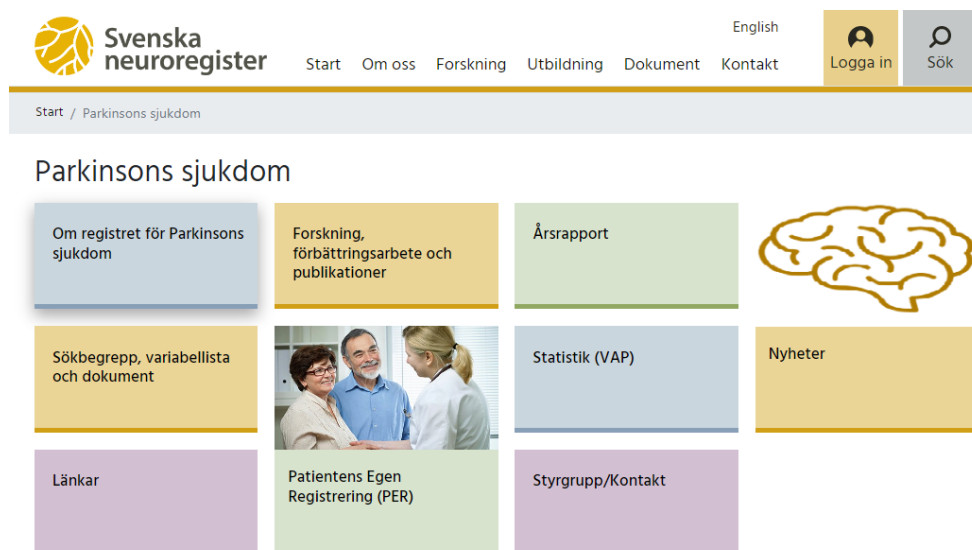 Svenska
neuroregister
English
Start Om oss Forskning Utbildning Dokument Kontakt
Logga in
Sök
Start / Parkinsons sjukdom
Parkinsons sjukdom
Om registret för Parkinsons
sjukdom
Forskning,
förbättringsarbete och
publikationer
Årsrapport
Sökbegrepp, variabellista
och dokument
Statistik (VAP)
Nyheter
Länkar
Patientens Egen
Registrering (PER)
Styrgrupp/Kontakt